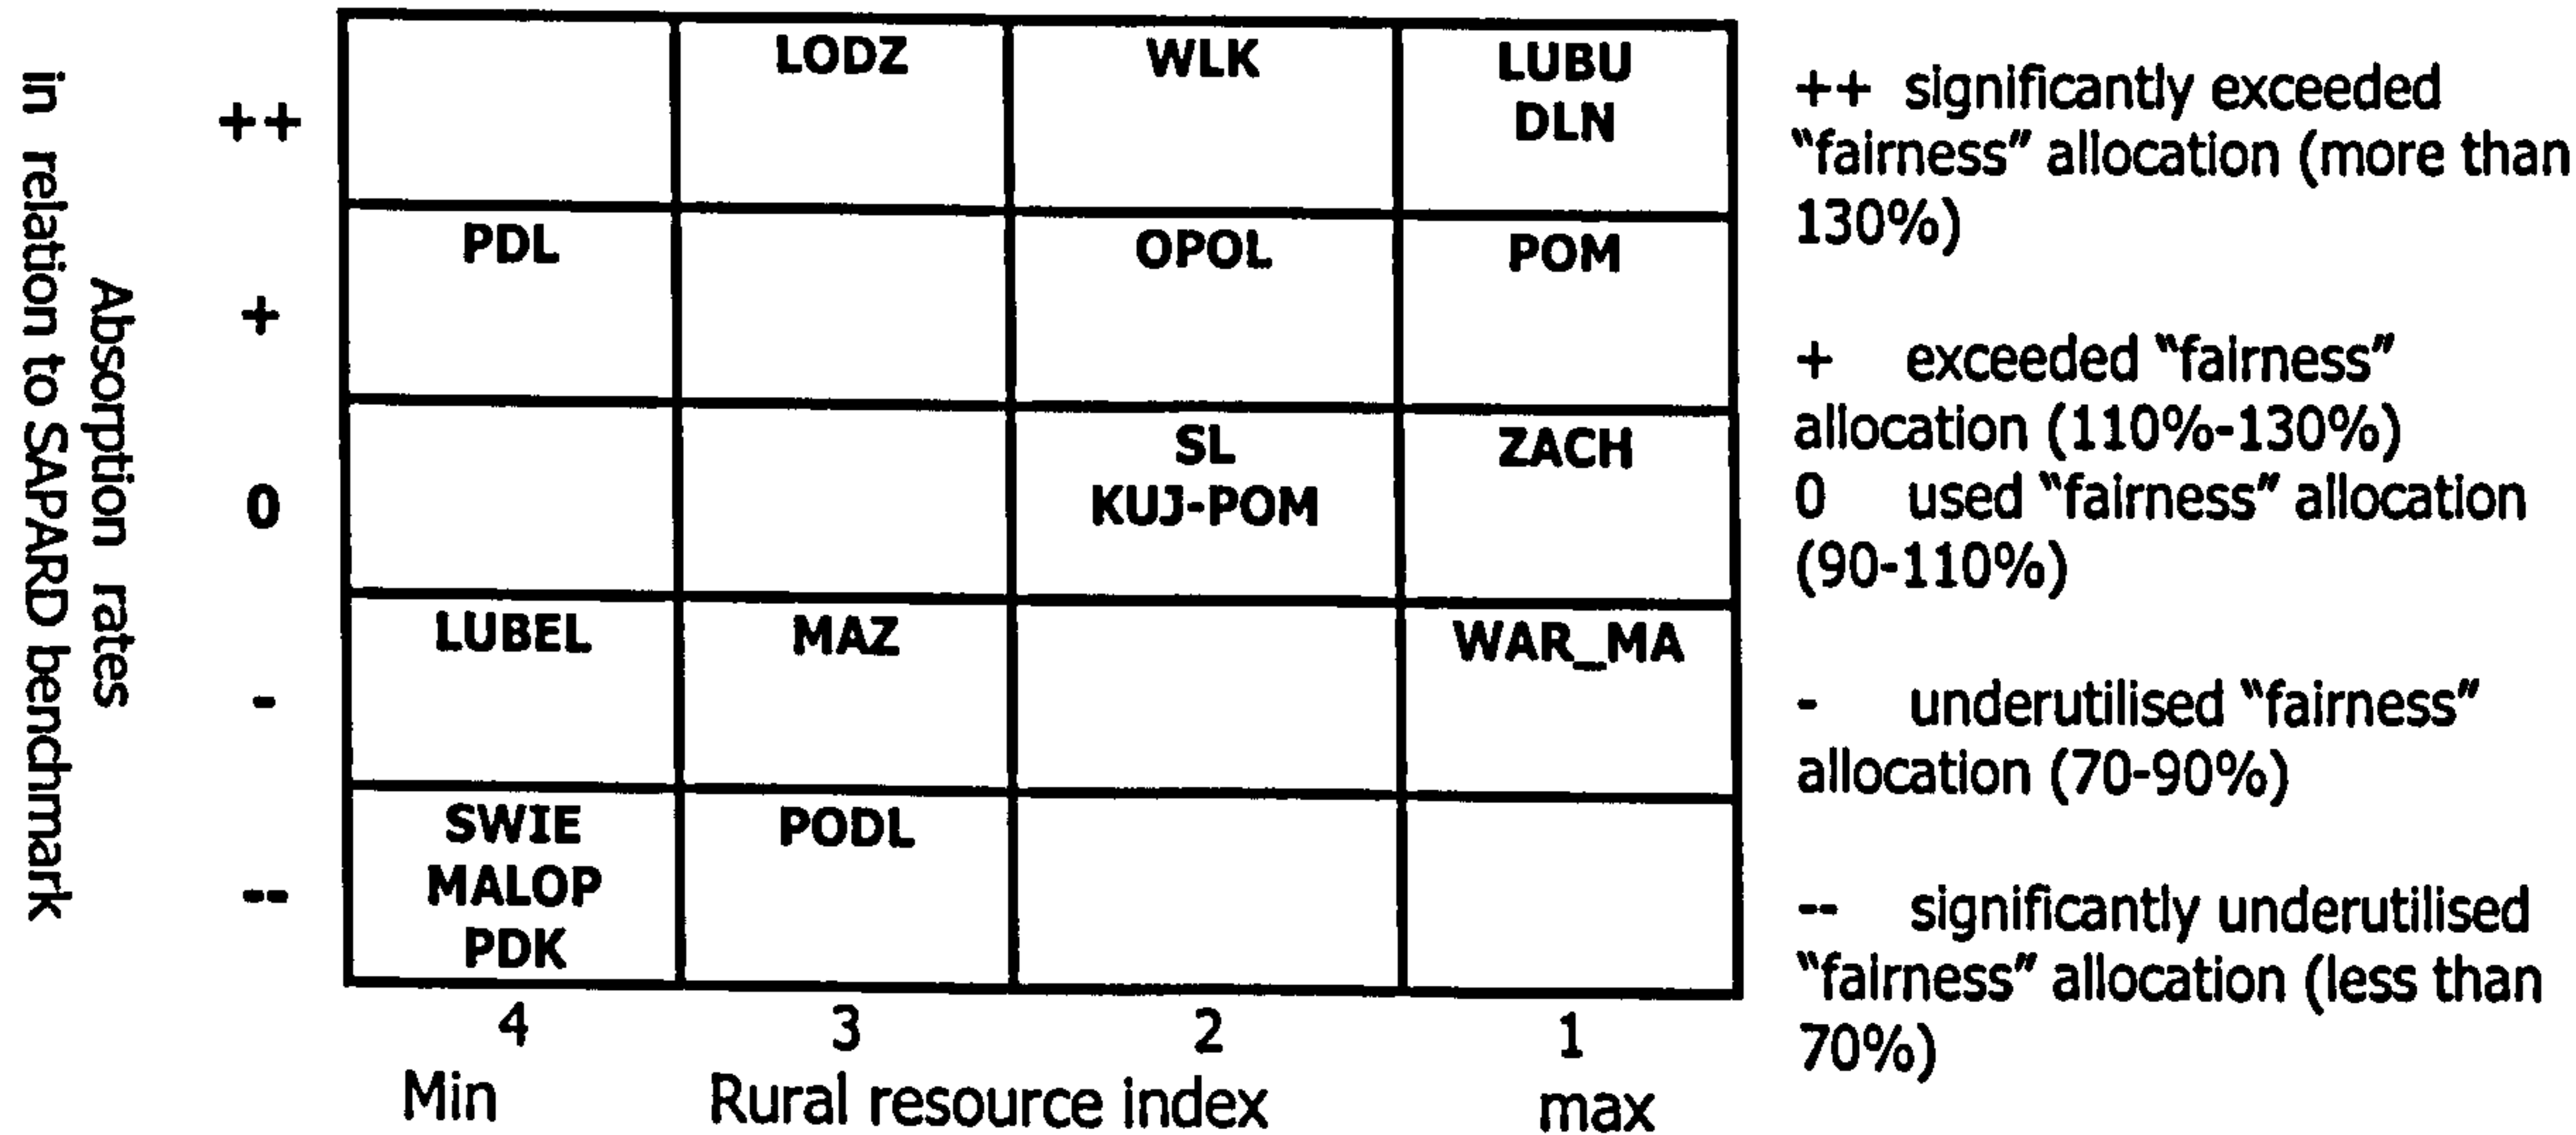 in relation to SAPARD benchmark
Absorption rates
++
LODZ
WLK
LUBU
DLN
+
PDL
OPOL
POM
0
SL
KUJ-POM
ZACH
-
LUBEL
MAZ
WAR_MA
--
SWIE
MALOP
PDK
PODL
4
3
2
1
Min
Rural resource index
max
++ significantly exceeded
“fairness” allocation (more than
130%)
+ exceeded “fairness”
allocation (110%-130%)
0 used “fairness” allocation
(90-110%)
- underutilised “fairness”
allocation (70-90%)
-- significantly underutilised
“fairness” allocation (less than
70%)